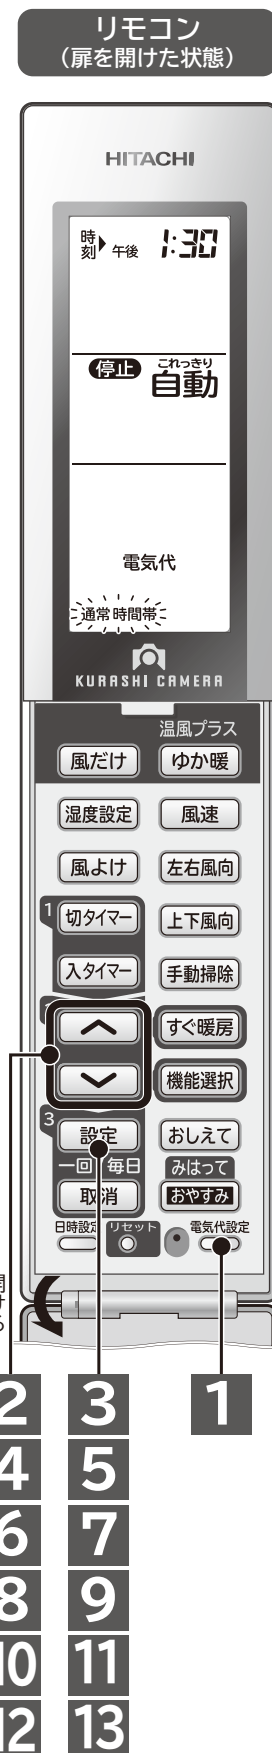 リモコン
(扉を開けた状態)
HITACHI
時刻 午後 1:30
停止 これっきり
自動
電気代
通常時間帯
KURASHI CAMERA
温風プラス
風だけ ゆか暖
湿度設定 風速
風よけ 左右風向
1 切タイマー 上下風向
入タイマー 手動掃除
すぐ暖房
機能選択
3 設定 おしえて
一回 毎日 みはって
取消 おやすみ
日時設定 リセット 電気代設定
開ける
2 3 1
4 5
6 7
8 9
10 11
12 13